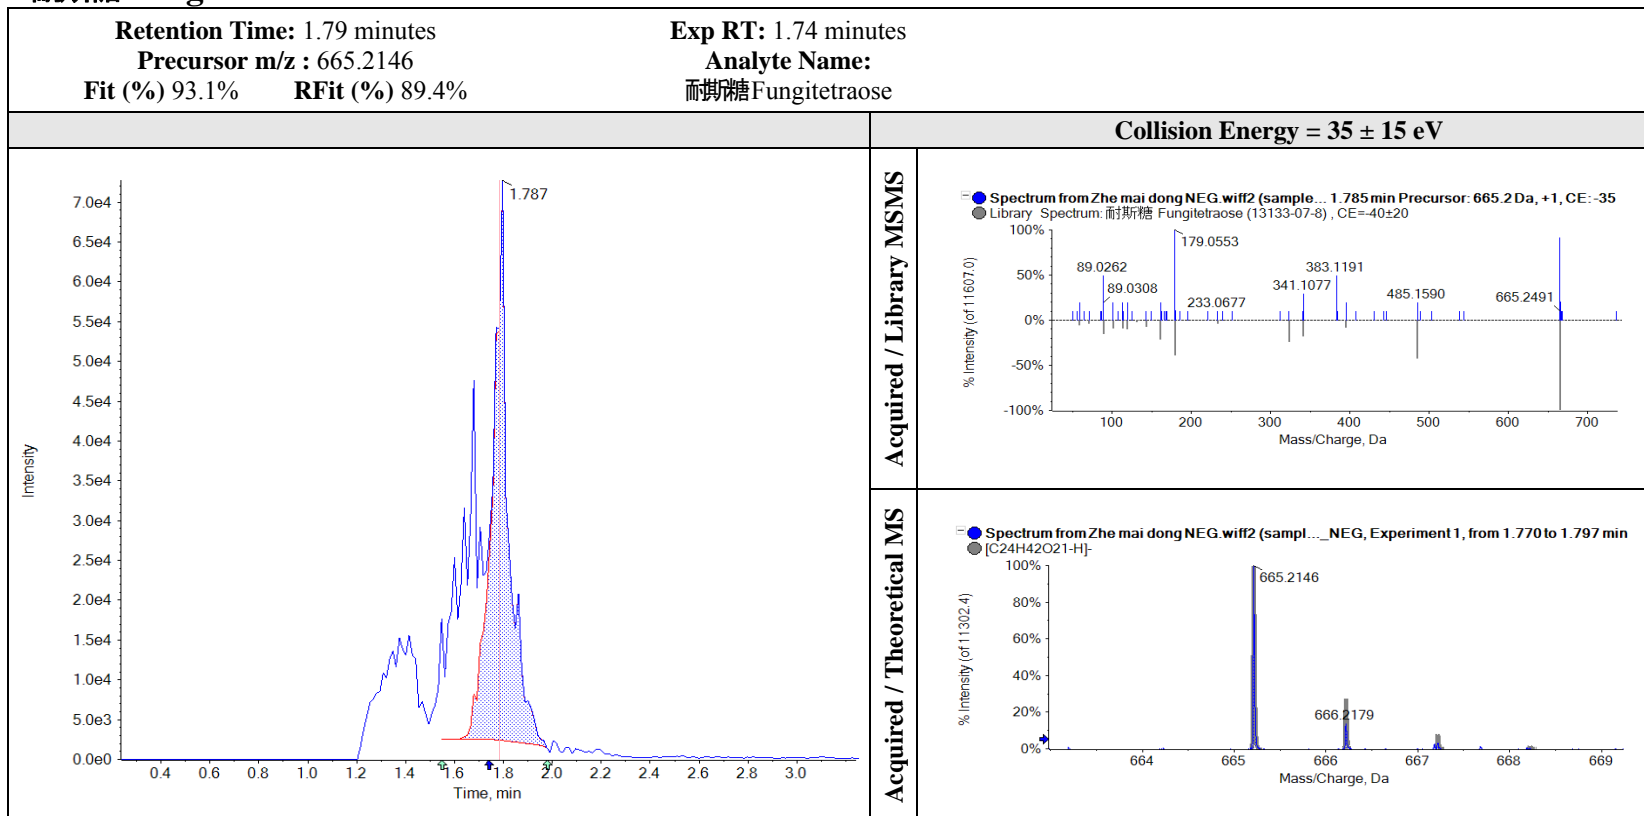 Retention Time: 1.79 minutes
Exp RT: 1.74 minutes
Precursor m/z : 665.2146
Analyte Name:
Fit (%) 93.1% RFit (%) 89.4%
耐斯糖Fungitetraose
Collision Energy = 35 ± 15 eV
1.787
7.0e4
6.5e4
6.0e4
5.5e4
5.0e4
4.5e4
4.0e4
3.5e4
3.0e4
2.5e4
2.0e4
1.5e4
1.0e4
5.0e3
0.0e0
Intensity
0.4 0.6 0.8 1.0 1.2 1.4 1.6 1.8 2.0 2.2 2.4 2.6 2.8 3.0
Time, min
Acquired / Library MSMS
Spectrum from Zhe mai dong NEG.wiff2 (sample... 1.785 min Precursor: 665.2 Da, +1, CE: -35
Library Spectrum: 耐斯糖 Fungitetraose (13133-07-8) , CE=-40±20
100%
50%
0%
-50%
-100%
% Intensity (of 11607.0)
179.0553
89.0262
89.0308
233.0677
341.1077
383.1191
485.1590
665.2491
100 200 300 400 500 600 700
Mass/Charge, Da
Acquired / Theoretical MS
Spectrum from Zhe mai dong NEG.wiff2 (sampl..._NEG, Experiment 1, from 1.770 to 1.797 min
[C24H42O21-H]-
100%
80%
60%
40%
20%
0%
% Intensity (of 11302.4)
665.2146
666.2179
664 665 666 667 668 669
Mass/Charge, Da